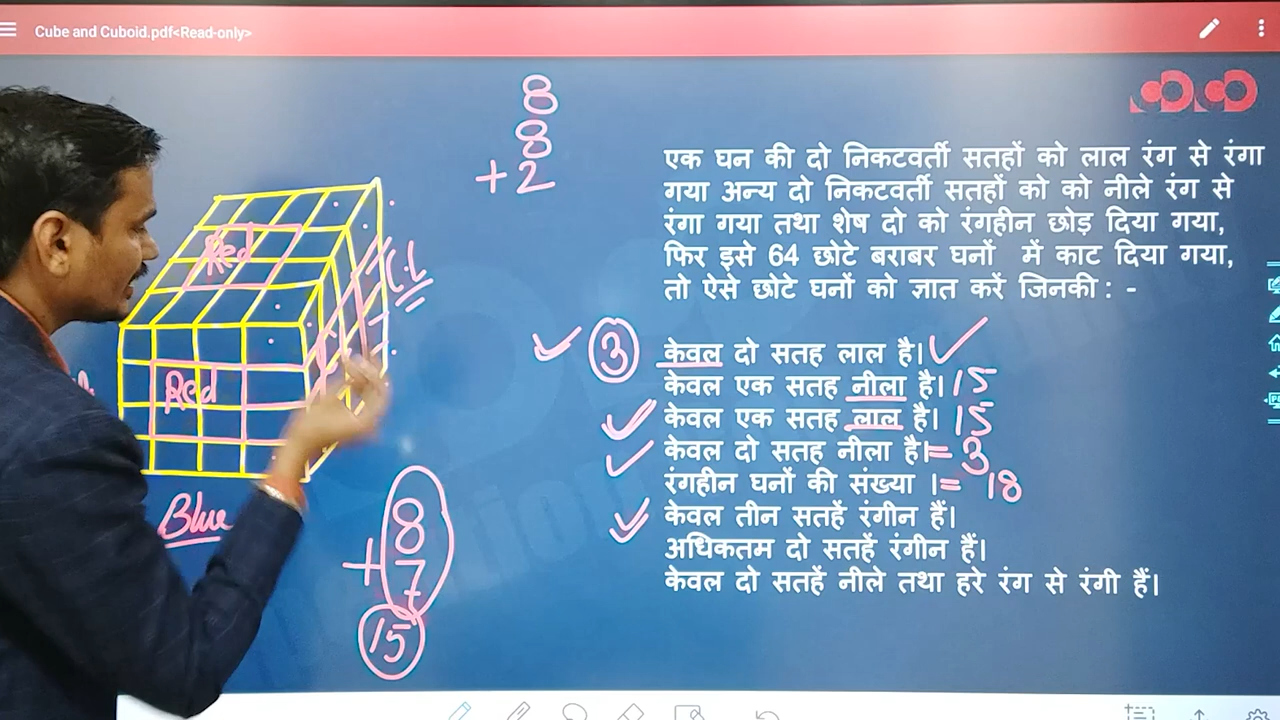 Cube and Cuboid.pdf<Read-only>
8
8
+ 2
एक घन की दो निकटवर्ती सतहों को लाल रंग से रंगा
गया अन्य दो निकटवर्ती सतहों को को नीले रंग से
रंगा गया तथा शेष दो को रंगहीन छोड़ दिया गया,
फिर इसे 64 छोटे बराबर घनों में काट दिया गया,
तो ऐसे छोटे घनों को ज्ञात करें जिनकी : -
Red
Red
Blue
3 केवल दो सतह लाल है।
केवल एक सतह नीला है। 15
केवल एक सतह लाल है। 15
केवल दो सतह नीला है।= 3
रंगहीन घनों की संख्या ।= 18
केवल तीन सतहें रंगीन हैं।
अधिकतम दो सतहें रंगीन हैं।
केवल दो सतहें नीले तथा हरे रंग से रंगी हैं।
8
+ 7
15